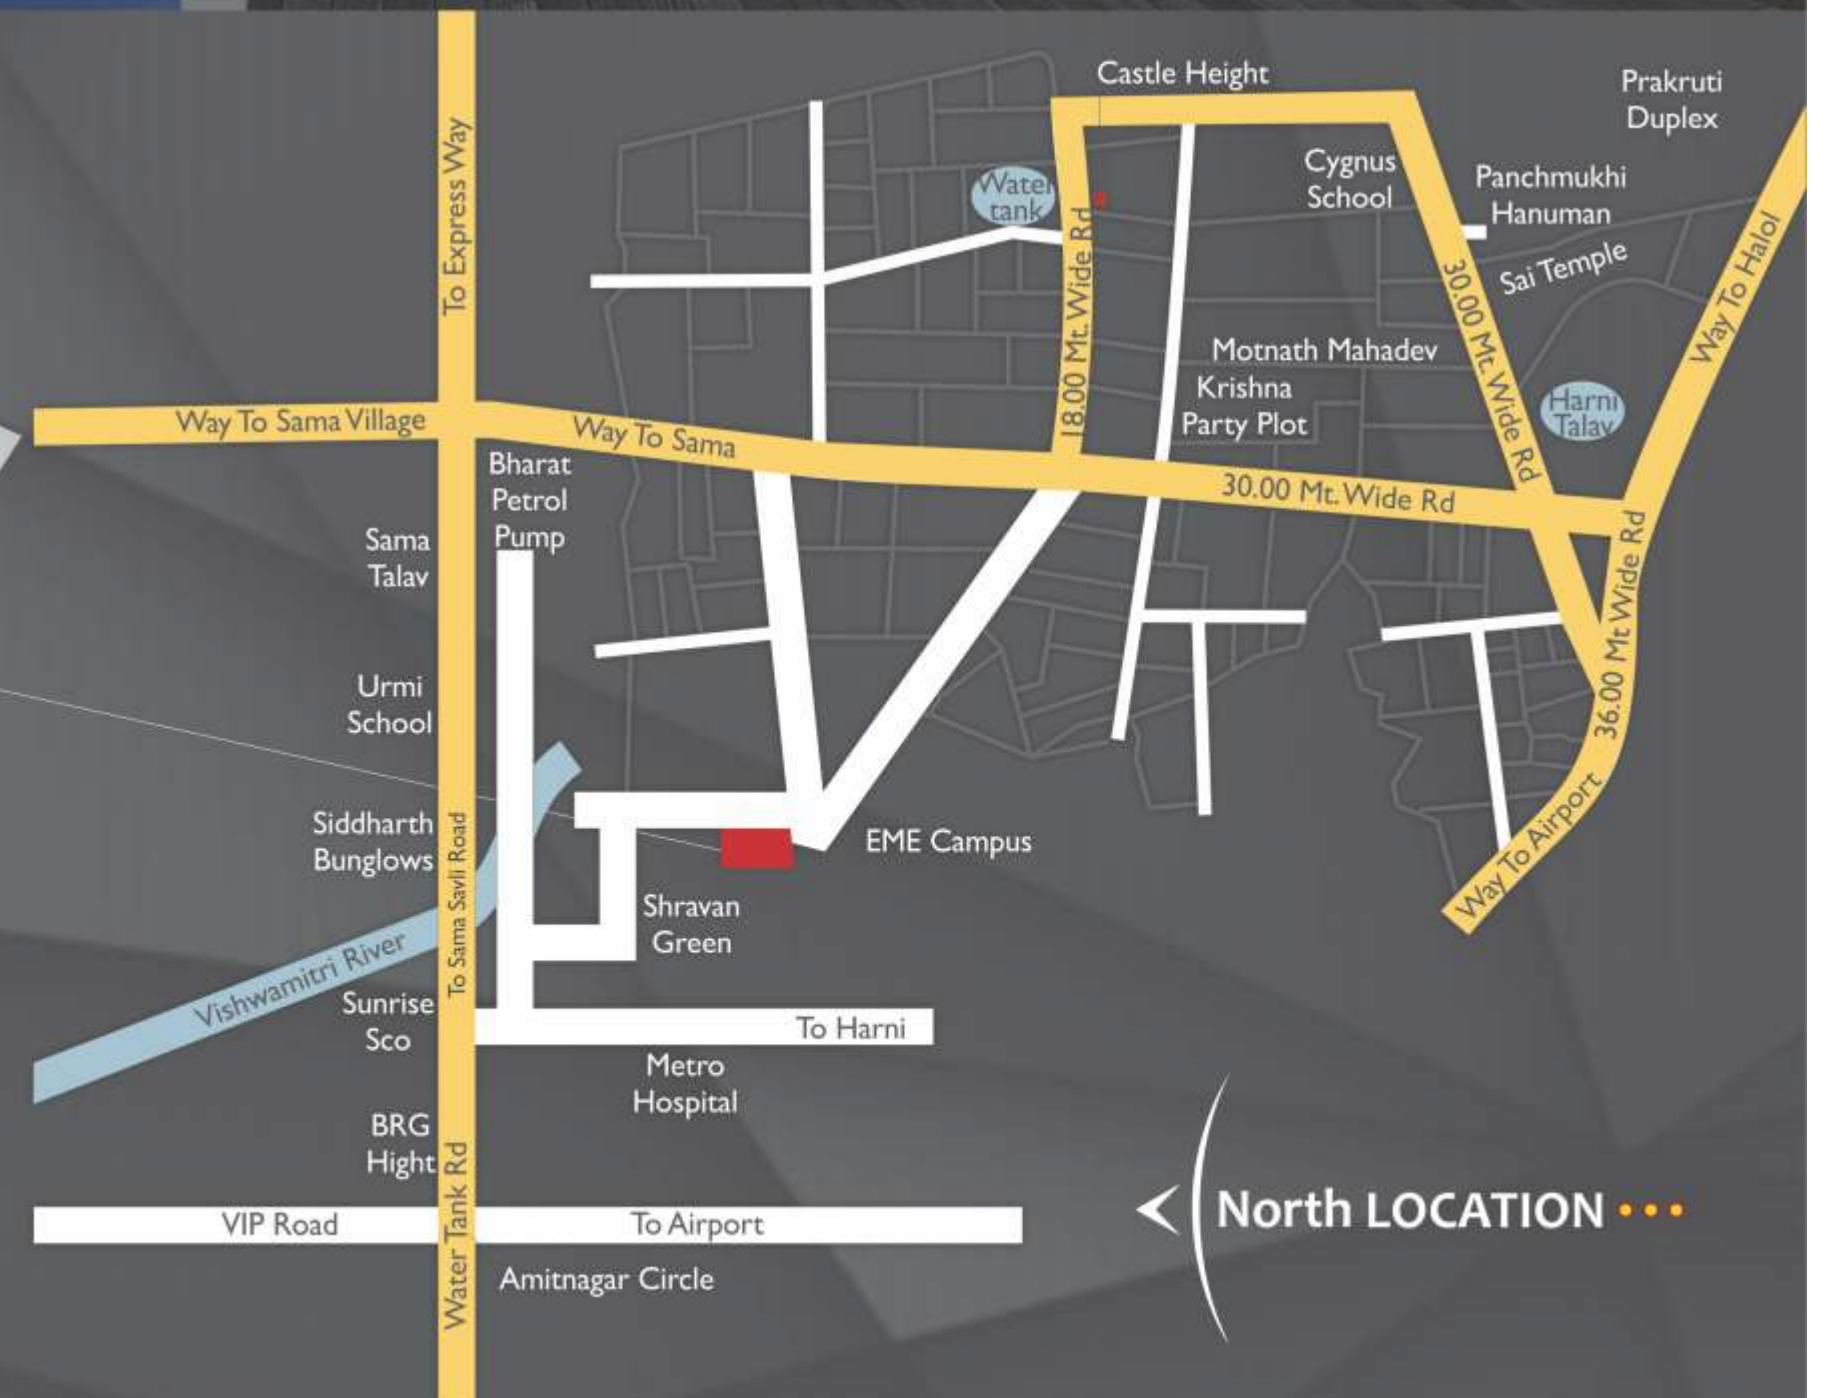 Castle Height
Prakruti
Duplex
To Express Way
Cygnus
School
Panchmukhi
Hanuman
Water
tank
Sai Temple
Way To Halol
18.00 Mt. Wide Rd
30.00 Mt. Wide Rd
Motnath Mahadev
Krishna
Party Plot
Harni
Talav
Way To Sama Village
Way To Sama
30.00 Mt. Wide Rd
Bharat
Petrol
Pump
Sama
Talav
36.00 Mt Wide Rd
Urmi
School
Siddharth
Bunglows
To Sama Savli Road
EME Campus
Way To Airport
Shravan
Green
Vishwamitri River
Sunrise
Sco
To Harni
Metro
Hospital
BRG
Hight
Water Tank Rd
VIP Road
To Airport
North LOCATION
Amitnagar Circle